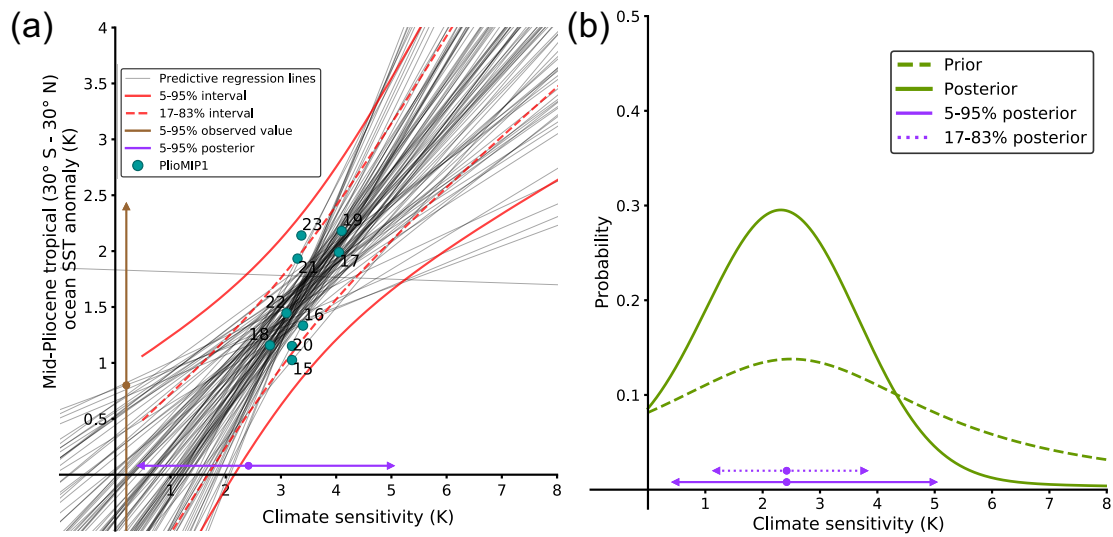 (a)
Mid-Pliocene tropical (30° S - 30° N)
ocean SST anomaly (K)
4
3.5
3
2.5
2
1.5
1
0.5
Predictive regression lines
5-95% interval
17-83% interval
5-95% observed value
5-95% posterior
PlioMIP1
23
19
21
17
22
16
18
20
15
1 2 3 4 5 6 7 8
Climate sensitivity (K)
(b)
Probability
0.5
0.4
0.3
0.2
0.1
Prior
Posterior
5-95% posterior
17-83% posterior
1 2 3 4 5 6 7 8
Climate sensitivity (K)